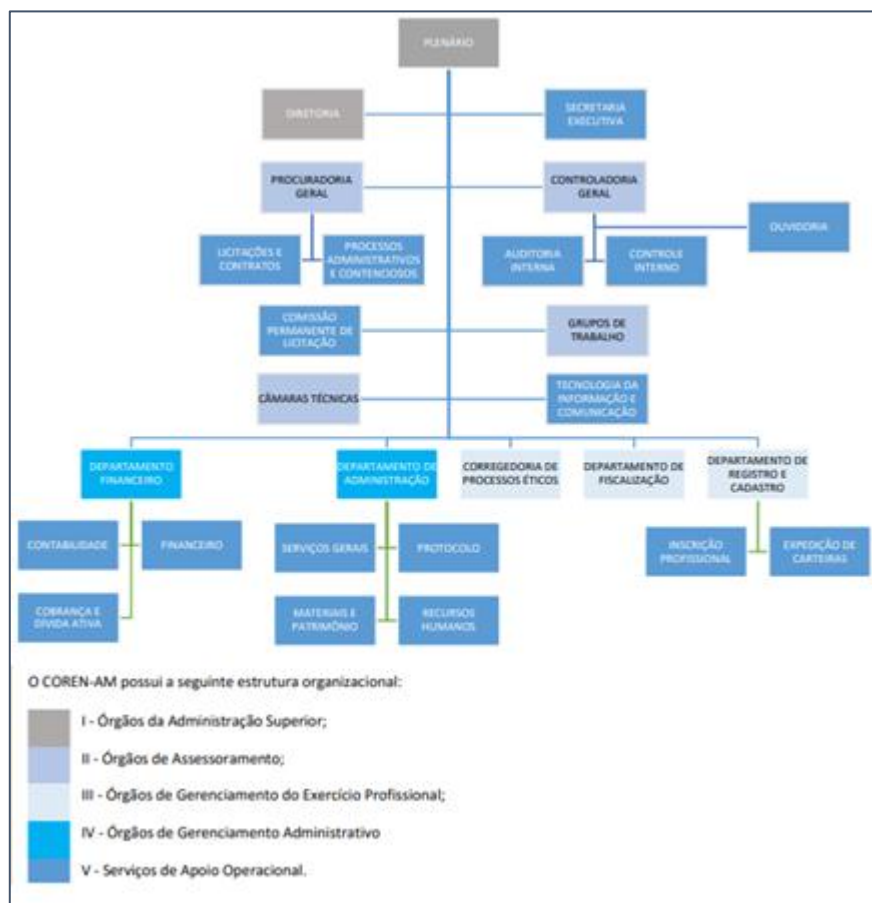 PLENÁRIO
DIRETORIA
SECRETARIA
EXECUTIVA
PROCURADORIA
GERAL
CONTROLADORIA
GERAL
OUVIDORIA
LICITAÇÕES E
CONTRATOS
PROCESSOS
ADMINISTRATIVOS
E CONTENCIOSOS
AUDITORIA
INTERNA
CONTROLE
INTERNO
COMISSÃO
PERMANENTE DE
LICITAÇÃO
GRUPOS DE
TRABALHO
CÂMARAS TÉCNICAS
TECNOLOGIA DA
INFORMAÇÃO E
COMUNICAÇÃO
DEPARTAMENTO
FINANCEIRO
DEPARTAMENTO DE
ADMINISTRAÇÃO
CORREGEDORIA DE
PROCESSOS ÉTICOS
DEPARTAMENTO DE
FISCALIZAÇÃO
DEPARTAMENTO DE
REGISTRO E
CADASTRO
CONTABILIDADE
FINANCEIRO
SERVIÇOS GERAIS
PROTOCOLO
INSCRIÇÃO
PROFISSIONAL
EXPEDIÇÃO DE
CARTEIRAS
COBRANÇA E
DÍVIDA ATIVA
MATERIAIS E
PATRIMÔNIO
RECURSOS
HUMANOS
O COREN-AM possui a seguinte estrutura organizacional:
I - Órgãos da Administração Superior;
II - Órgãos de Assessoramento;
III - Órgãos de Gerenciamento do Exercício Profissional;
IV - Órgãos de Gerenciamento Administrativo
V - Serviços de Apoio Operacional.